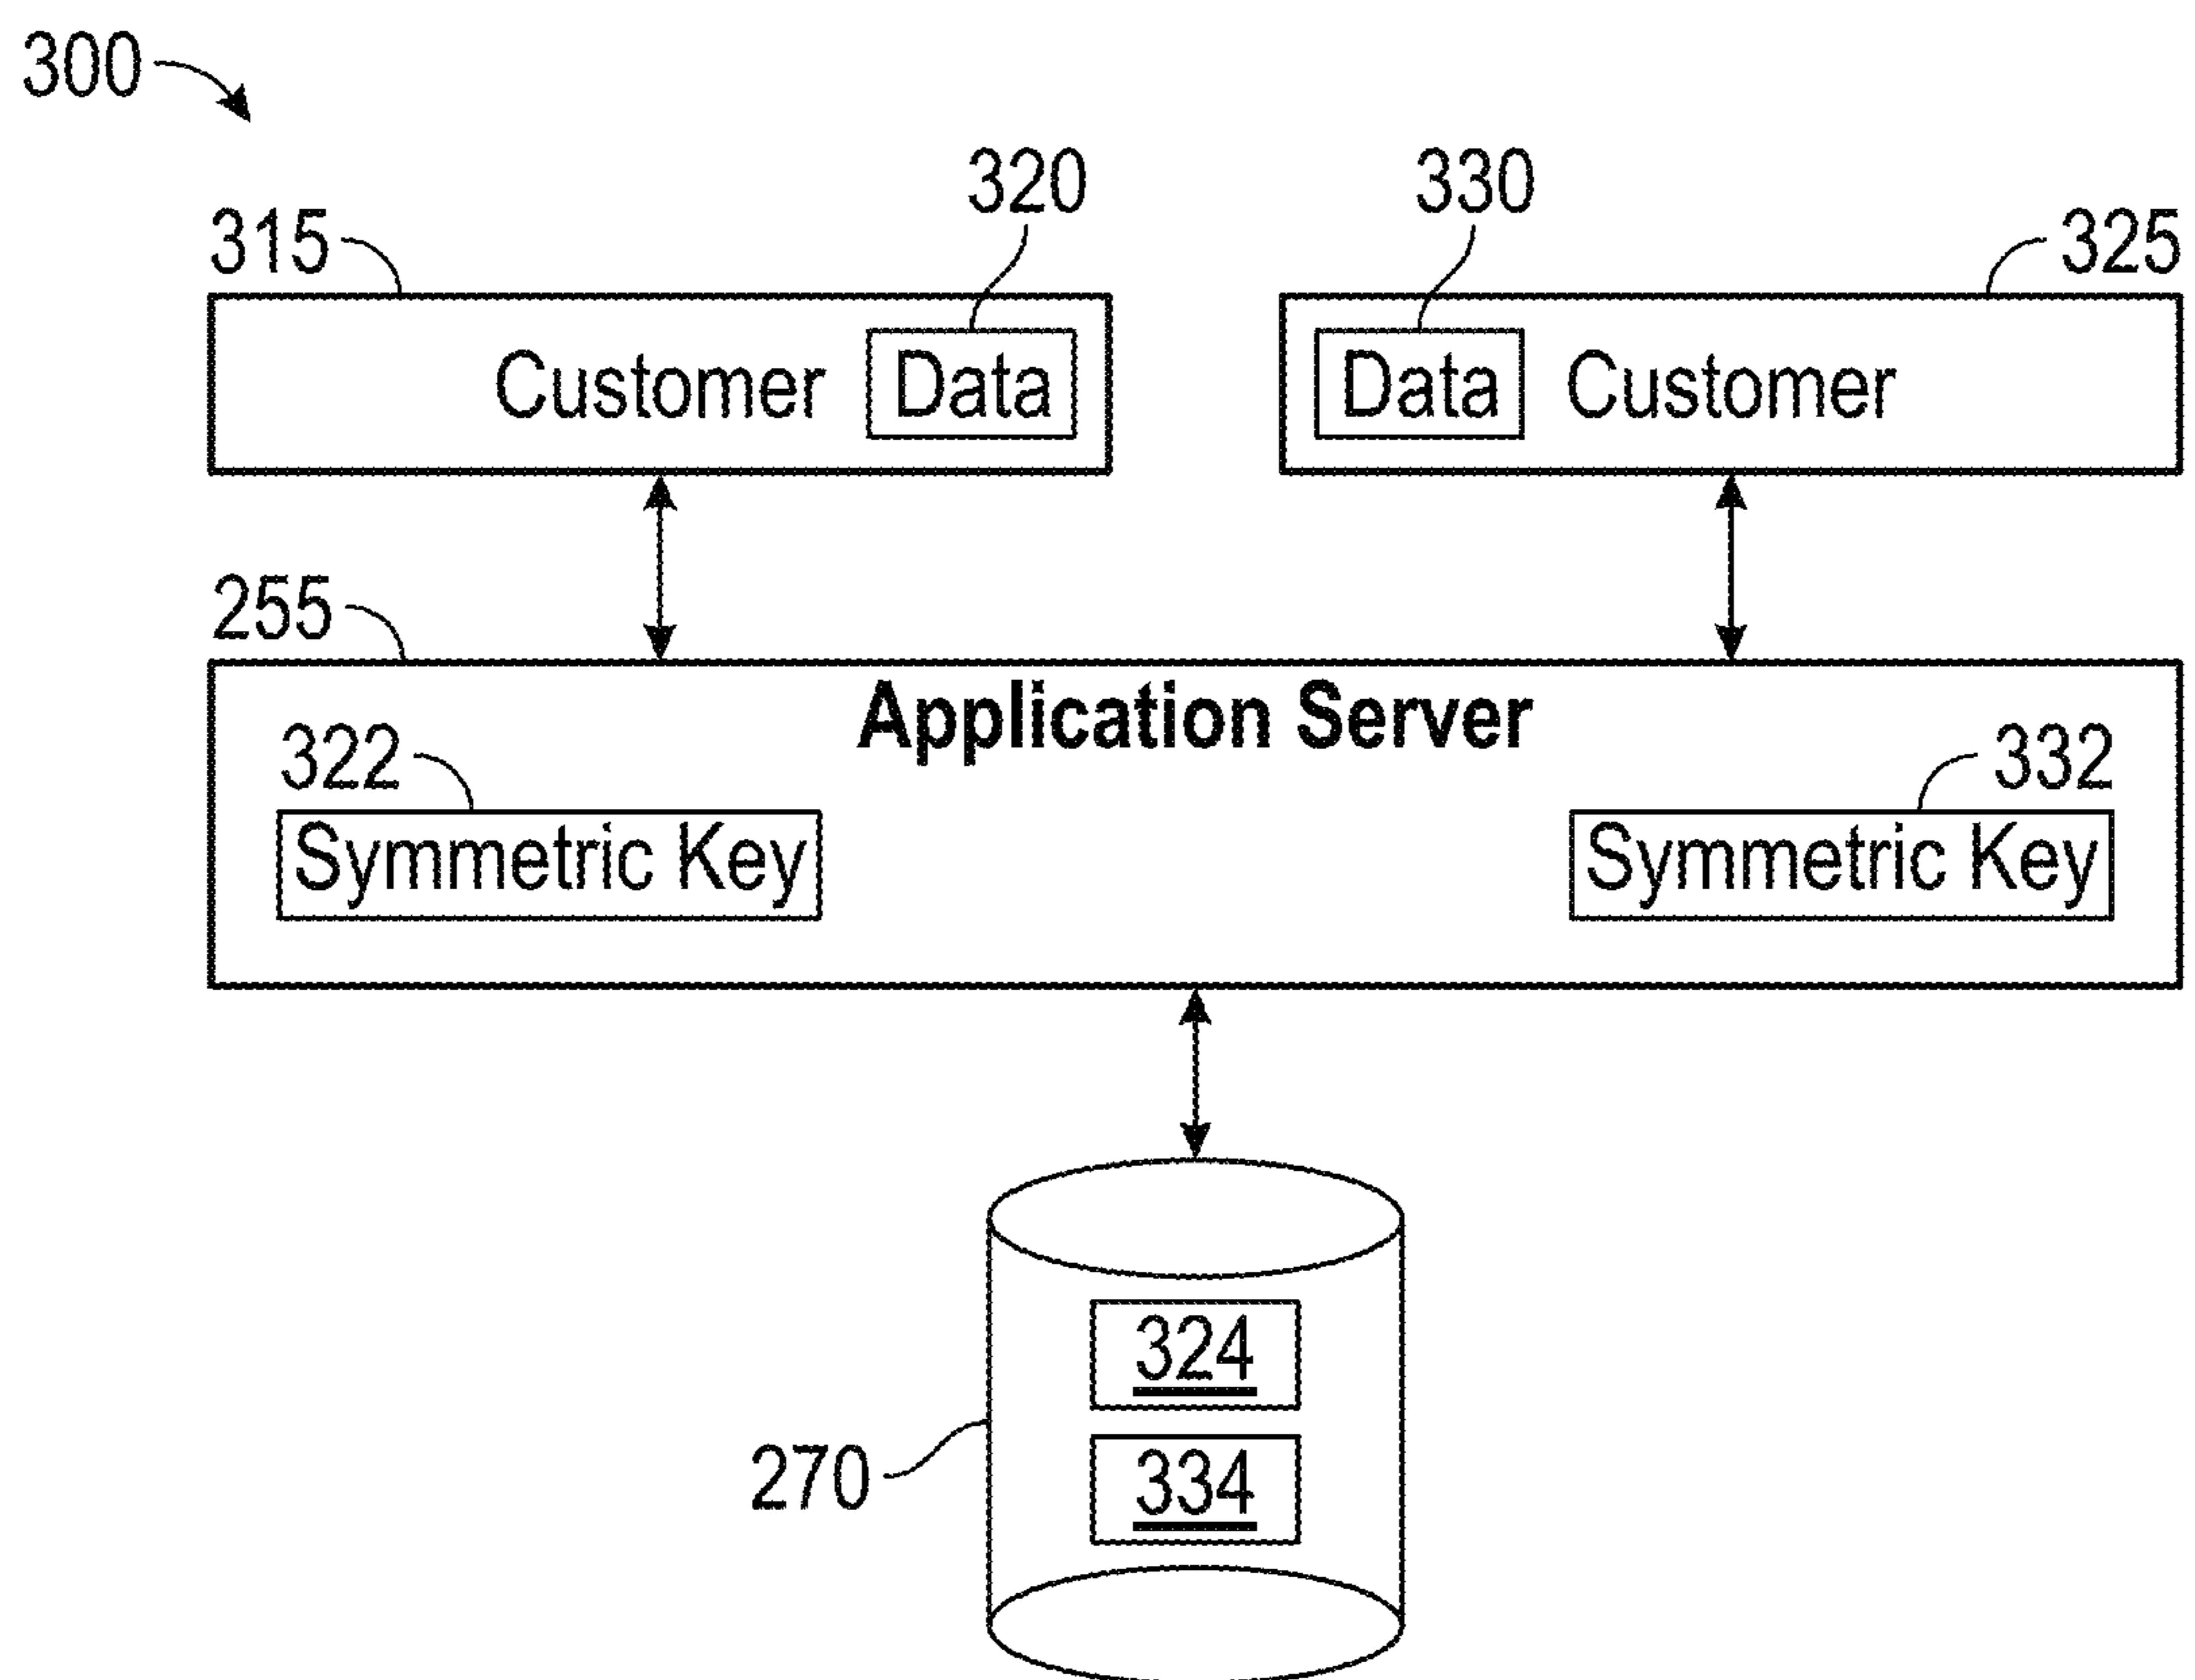 300
320
330
315
325
Customer
Data
Data
Customer
255
Application Server
322
332
Symmetric Key
Symmetric Key
324
334
270